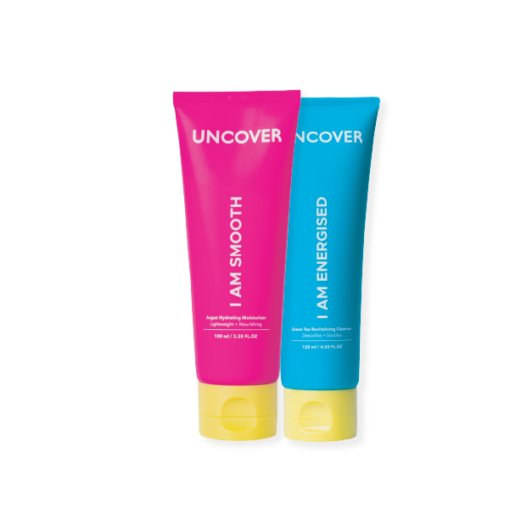 UNCOVER
I AM SMOOTH
Argan Hydrating Moisturiser
Lightweight + Nourishing
100 ml / 3.38 FL.OZ
NCOVER
I AM ENERGISED
Green Tea Revitalising Cleanser
Detoxifies + Soothes
120 ml / 4.05 FL.OZ